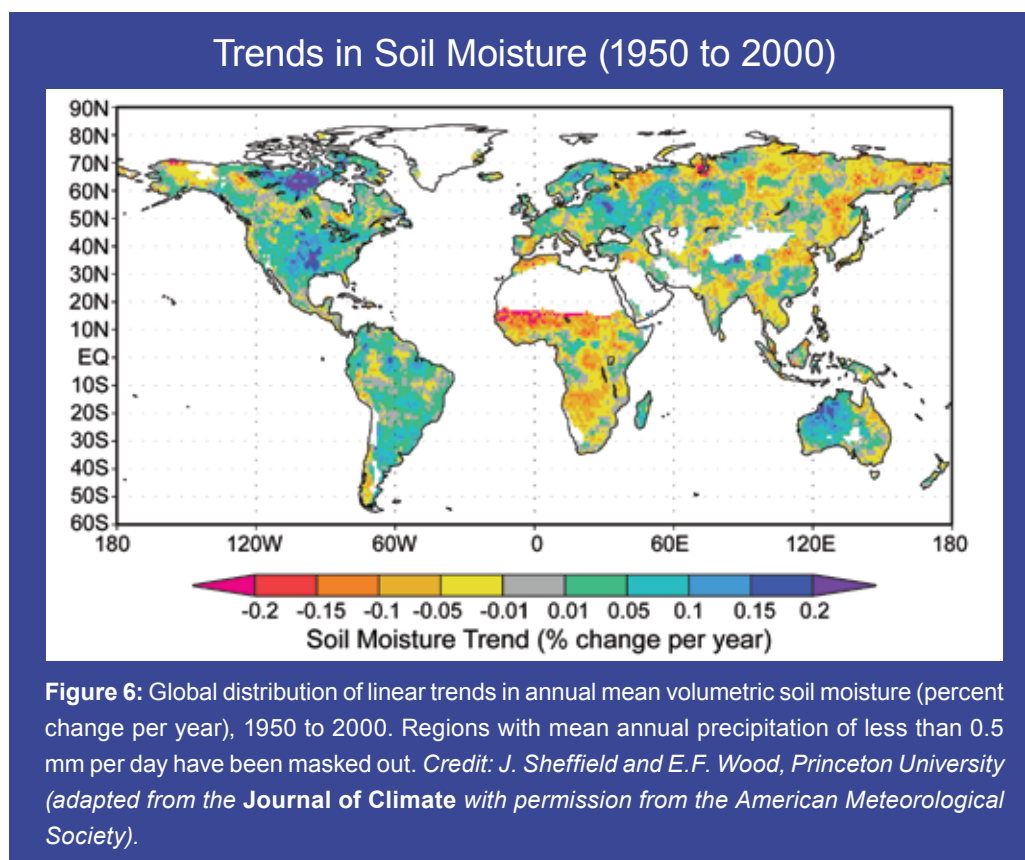 Trends in Soil Moisture (1950 to 2000)
90N
80N
70N
60N
50N
40N
30N
20N
10N
EQ
10S
20S
30S
40S
50S
60S
180 120W 60W 0 60E 120E 180
-0.2 -0.15 -0.1 -0.05 -0.01 0.01 0.05 0.1 0.15 0.2
Soil Moisture Trend (% change per year)
Figure 6: Global distribution of linear trends in annual mean volumetric soil moisture (percent
change per year), 1950 to 2000. Regions with mean annual precipitation of less than 0.5
mm per day have been masked out. Credit: J. Sheffield and E.F. Wood, Princeton University
(adapted from the Journal of Climate with permission from the American Meteorological
Society).